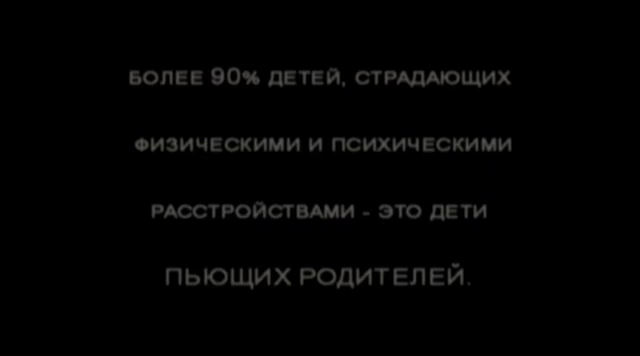 БОЛЕЕ 90% ДЕТЕЙ, СТРАДАЮЩИХ
ФИЗИЧЕСКИМИ И ПСИХИЧЕСКИМИ
РАССТРОЙСТВАМИ - ЭТО ДЕТИ
ПЬЮЩИХ РОДИТЕЛЕЙ.